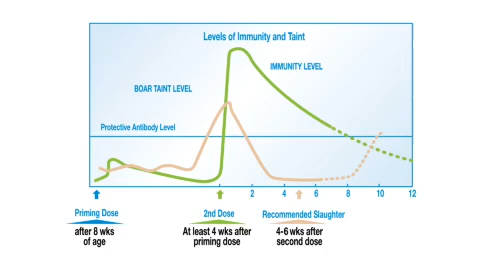 Levels of Immunity and Taint
IMMUNITY LEVEL
BOAR TAINT LEVEL
Protective Antibody Level
0 2 4 6 8 10 12
Priming Dose
after 8 wks
of age
2nd Dose
At least 4 wks after
priming dose
Recommended Slaughter
4-6 wks after
second dose